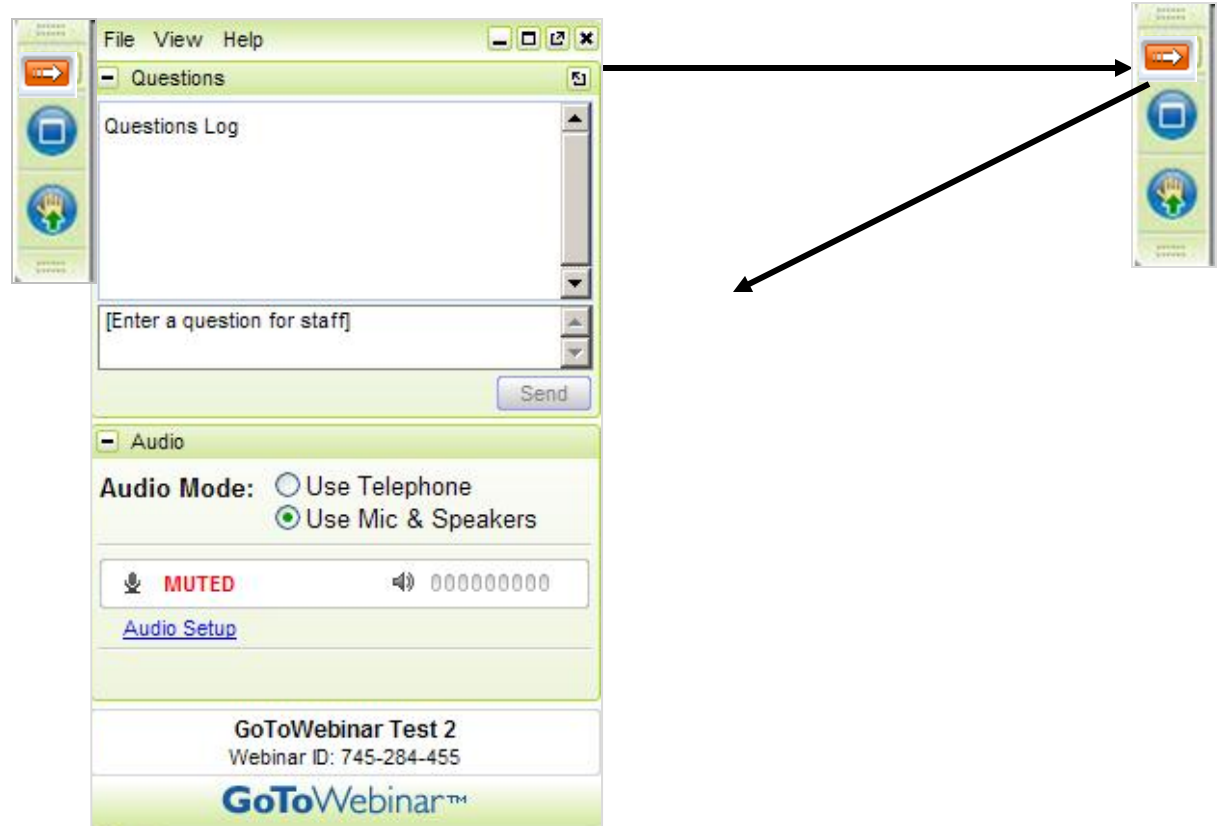 File View Help
Questions
Questions Log
[Enter a question for staff]
Send
Audio
Audio Mode: Use Telephone
Use Mic & Speakers
MUTED 000000000
Audio Setup
GoToWebinar Test 2
Webinar ID: 745-284-455
GoToWebinar™